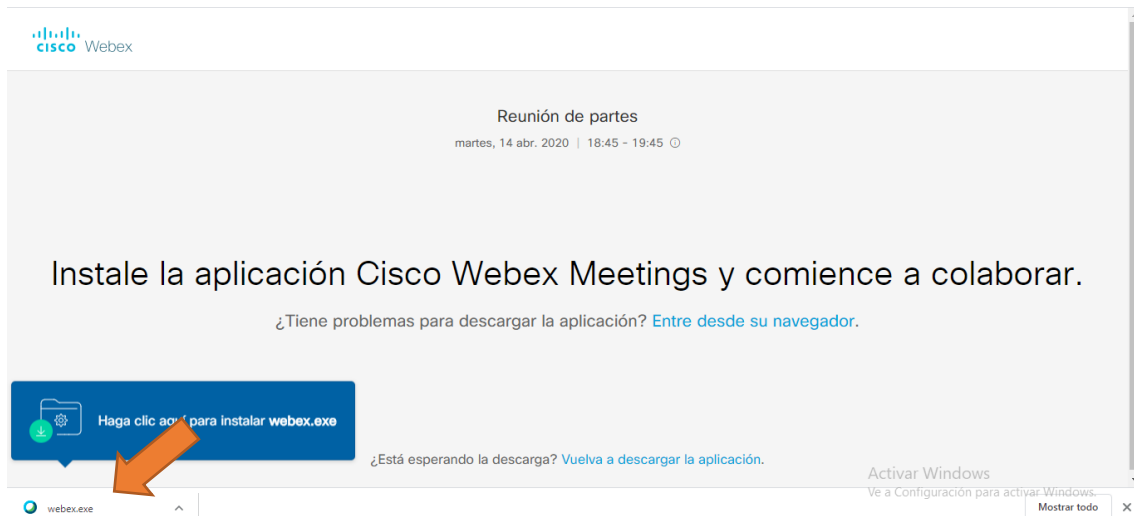 cisco Webex
Reunión de partes
martes, 14 abr. 2020 | 18:45 - 19:45
Instale la aplicación Cisco Webex Meetings y comience a colaborar.
¿Tiene problemas para descargar la aplicación? Entre desde su navegador.
Haga clic aquí para instalar webex.exe
¿Está esperando la descarga? Vuelva a descargar la aplicación.
Activar Windows
Ve a Configuración para activar Windows.
webex.exe
Mostrar todo